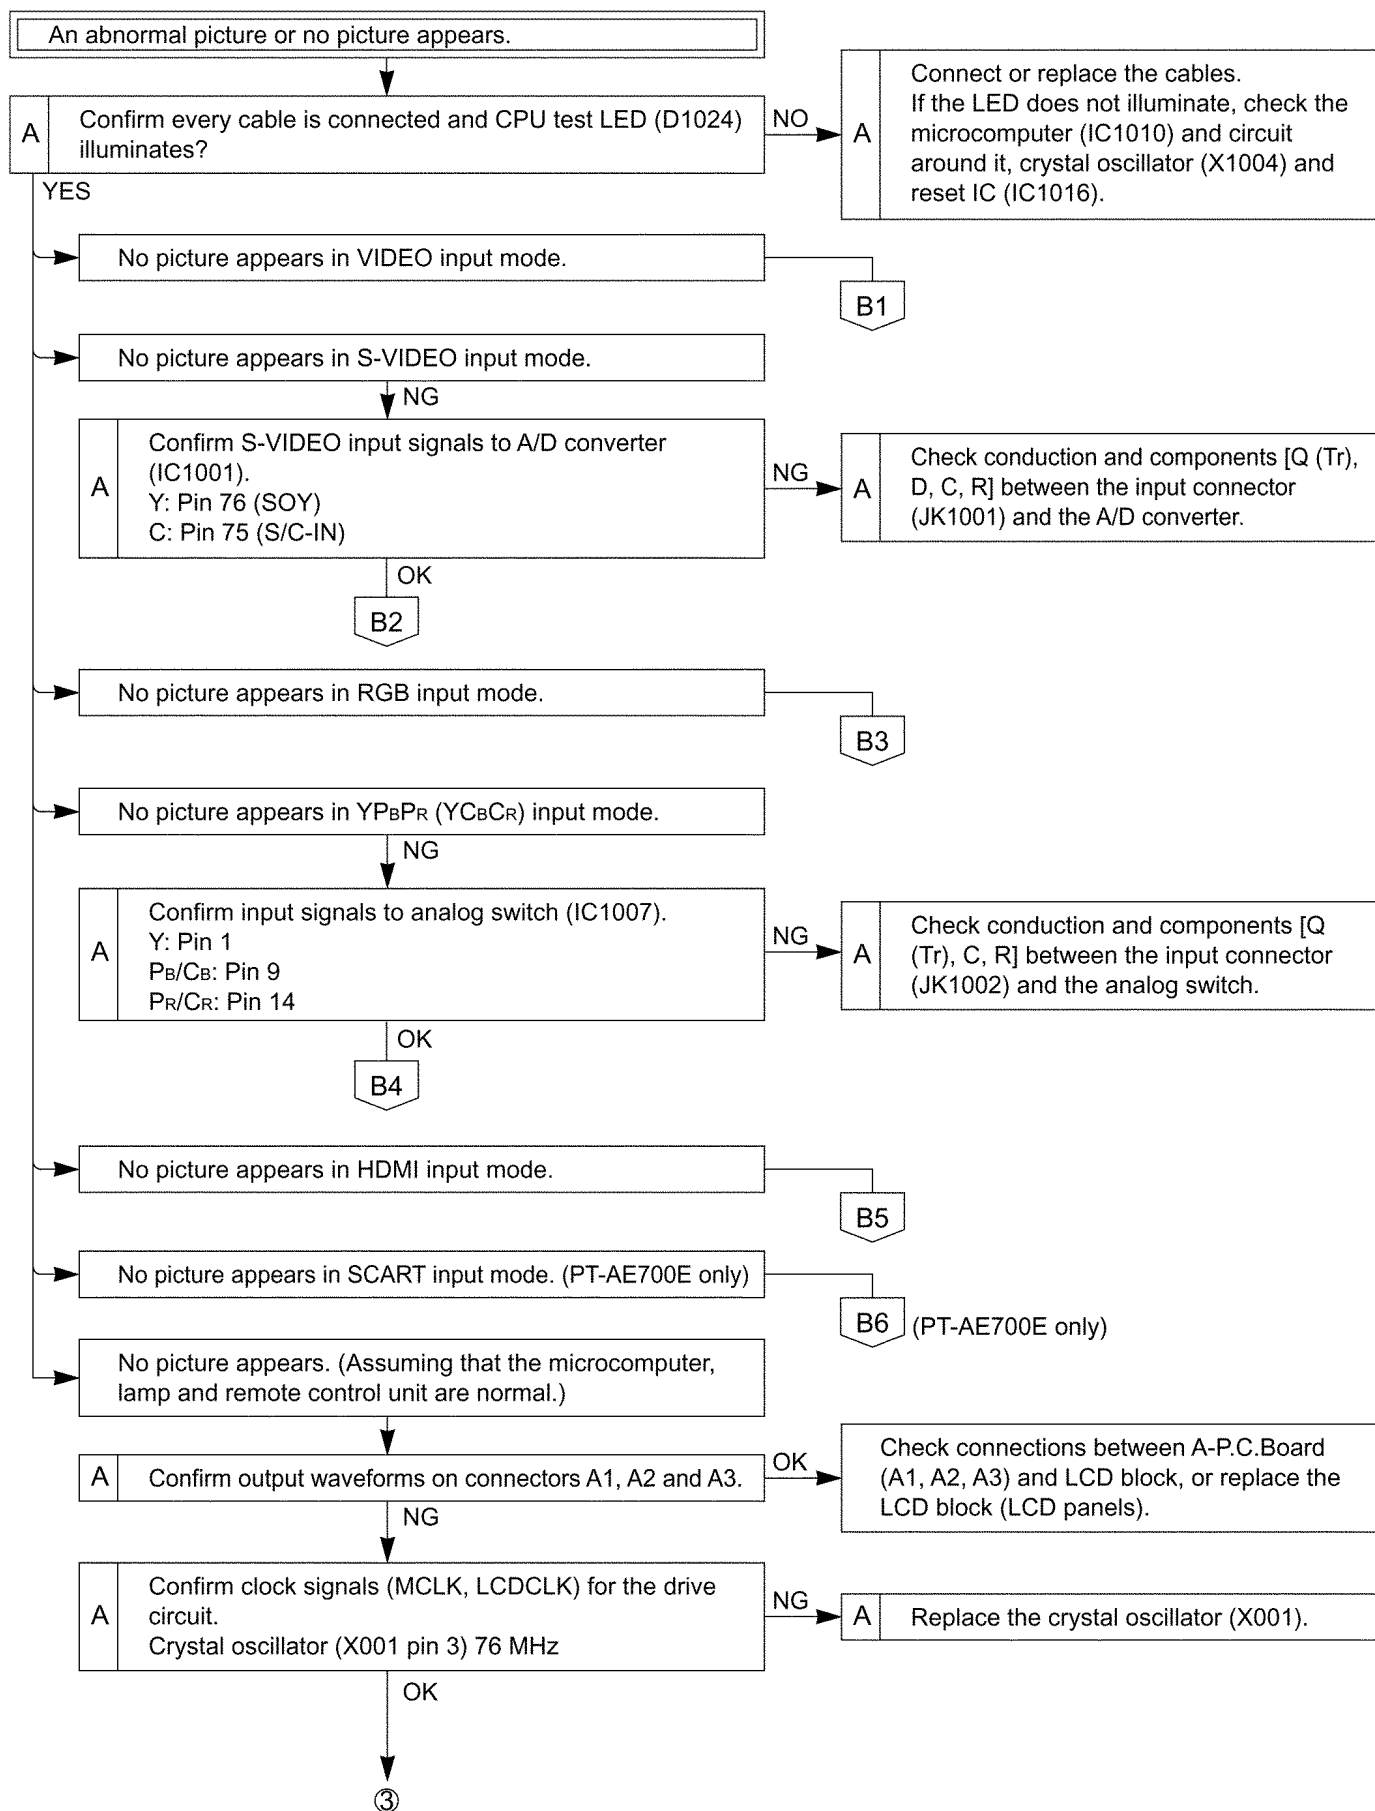 An abnormal picture or no picture appears.
A
Confirm every cable is connected and CPU test LED (D1024)
illuminates?
NO
A
Connect or replace the cables.
If the LED does not illuminate, check the
microcomputer (IC1010) and circuit
around it, crystal oscillator (X1004) and
reset IC (IC1016).
YES
No picture appears in VIDEO input mode.
B1
No picture appears in S-VIDEO input mode.
NG
A
Confirm S-VIDEO input signals to A/D converter
(IC1001).
Y: Pin 76 (SOY)
C: Pin 75 (S/C-IN)
NG
A
Check conduction and components [Q (Tr),
D, C, R] between the input connector
(JK1001) and the A/D converter.
OK
B2
No picture appears in RGB input mode.
B3
No picture appears in YPBPR (YCBCR) input mode.
NG
A
Confirm input signals to analog switch (IC1007).
Y: Pin 1
PB/CB: Pin 9
PR/CR: Pin 14
NG
A
Check conduction and components [Q
(Tr), C, R] between the input connector
(JK1002) and the analog switch.
OK
B4
No picture appears in HDMI input mode.
B5
No picture appears in SCART input mode. (PT-AE700E only)
B6
(PT-AE700E only)
No picture appears. (Assuming that the microcomputer,
lamp and remote control unit are normal.)
A
Confirm output waveforms on connectors A1, A2 and A3.
OK
Check connections between A-P.C.Board
(A1, A2, A3) and LCD block, or replace the
LCD block (LCD panels).
NG
A
Confirm clock signals (MCLK, LCDCLK) for the drive
circuit.
Crystal oscillator (X001 pin 3) 76 MHz
NG
A
Replace the crystal oscillator (X001).
OK
③